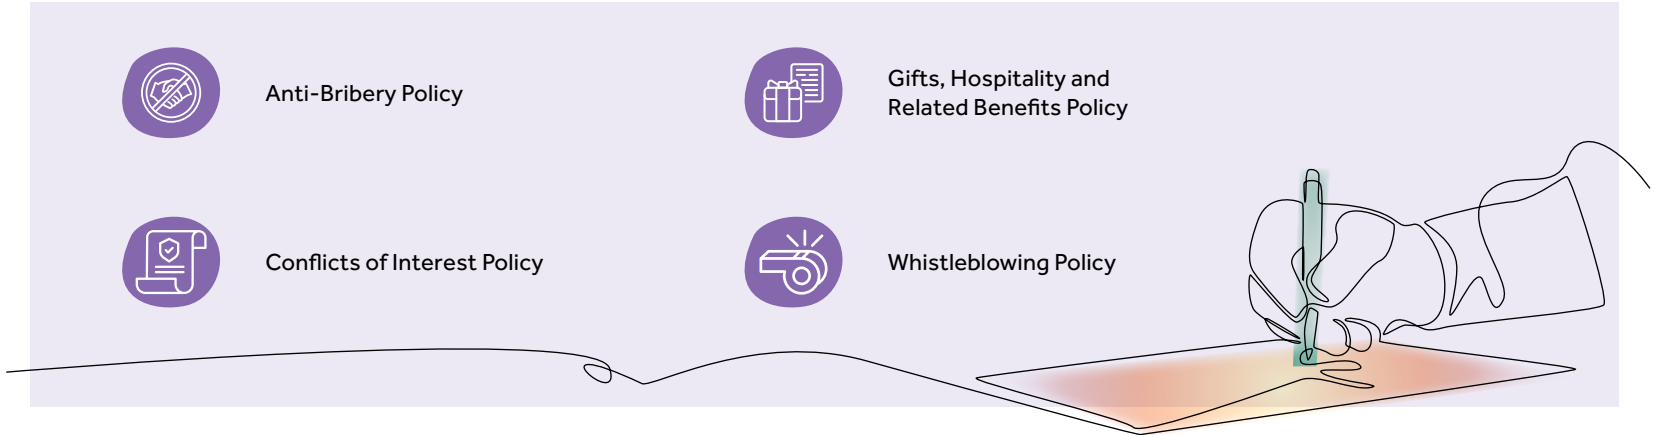 Anti-Bribery Policy
Gifts, Hospitality and
Related Benefits Policy
Conflicts of Interest Policy
Whistleblowing Policy